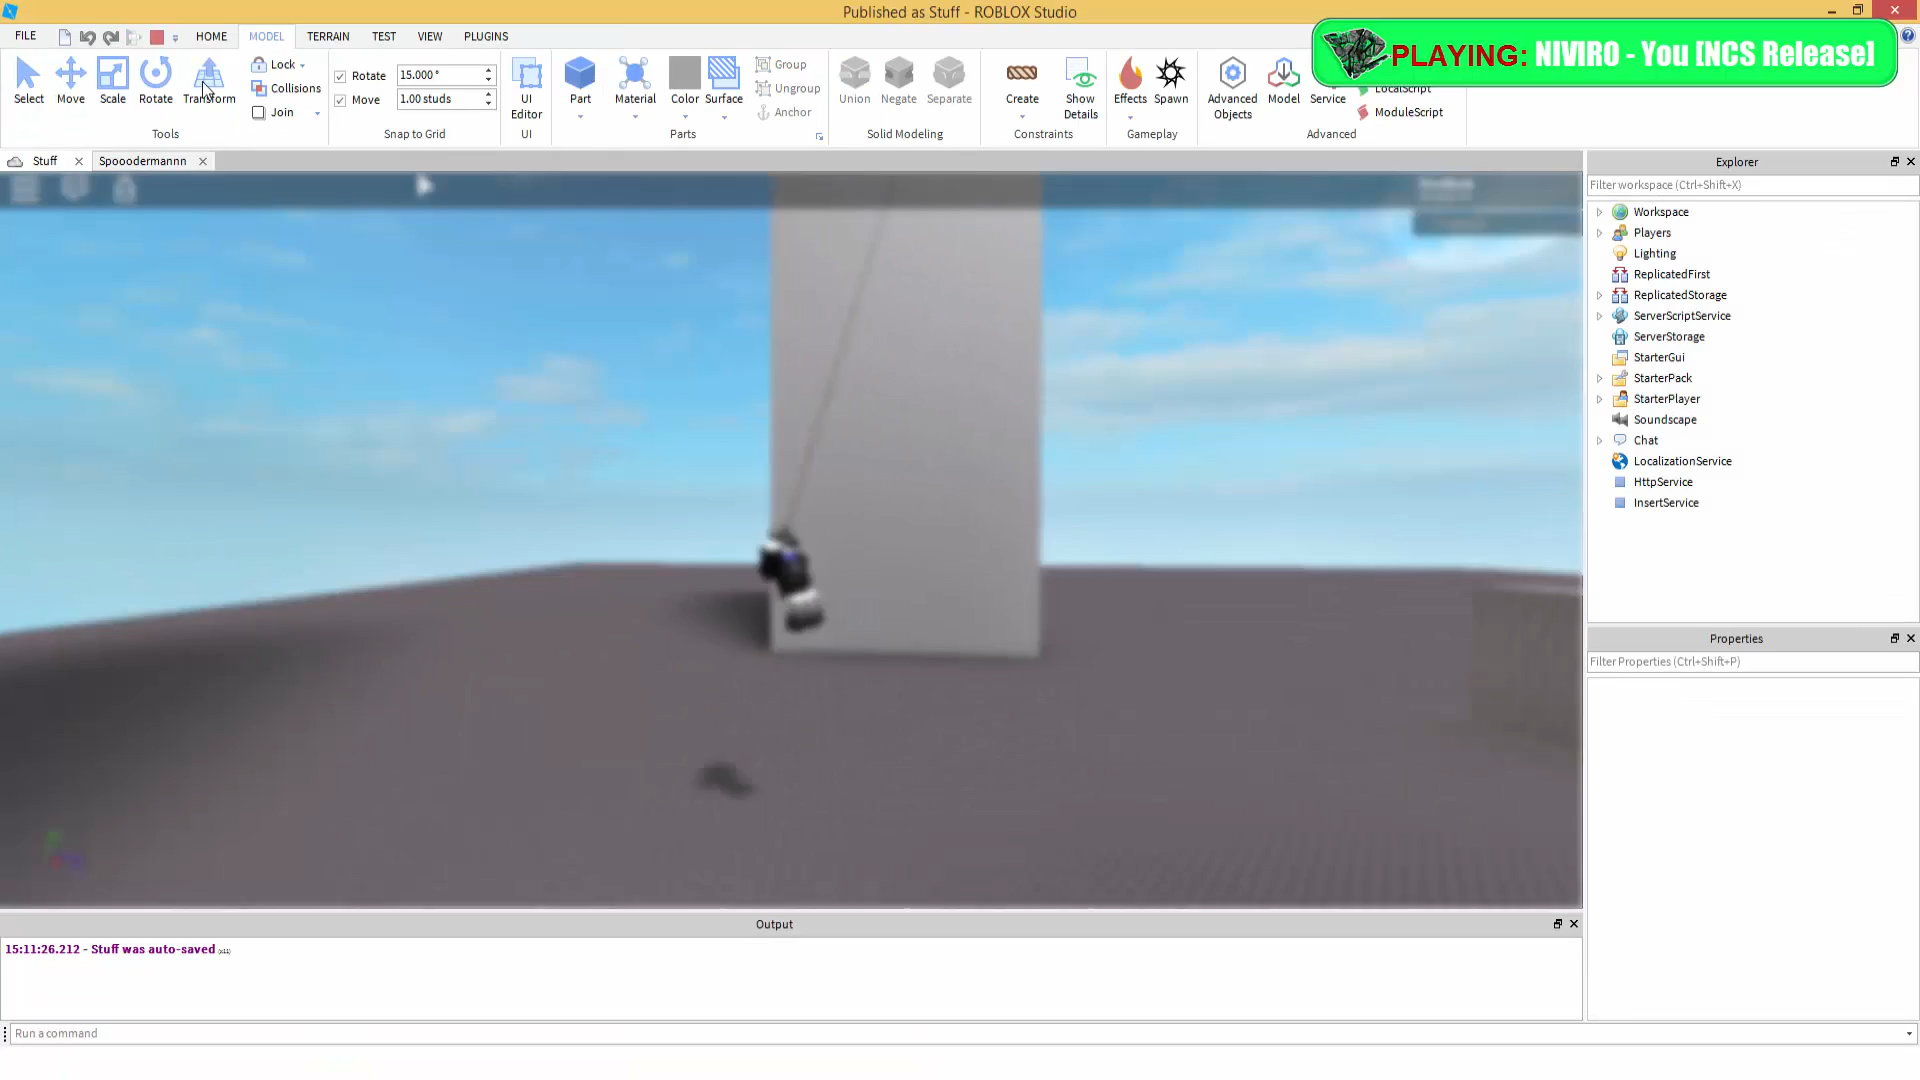 Published as Stuff - ROBLOX Studio
FILE HOME MODEL TERRAIN TEST VIEW PLUGINS
PLAYING: NIVIRO - You [NCS Release]
Select Move Scale Rotate Transform
Lock
Collisions
Join
Tools
Rotate 15.000 °
Move 1.00 studs
Snap to Grid
UI
Editor
UI
Part Material Color Surface
Group
Ungroup
Anchor
Parts
Union Negate Separate
Solid Modeling
Create Show
Details
Constraints
Effects Spawn
Gameplay
Advanced
Objects
Model Service
LocalScript
ModuleScript
Advanced
Stuff Spooodermannn
Explorer
Filter workspace (Ctrl+Shift+X)
Workspace
Players
Lighting
ReplicatedFirst
ReplicatedStorage
ServerScriptService
ServerStorage
StarterGui
StarterPack
StarterPlayer
Soundscape
Chat
LocalizationService
HttpService
InsertService
Properties
Filter Properties (Ctrl+Shift+P)
Output
15:11:26.212 - Stuff was auto-saved
Run a command